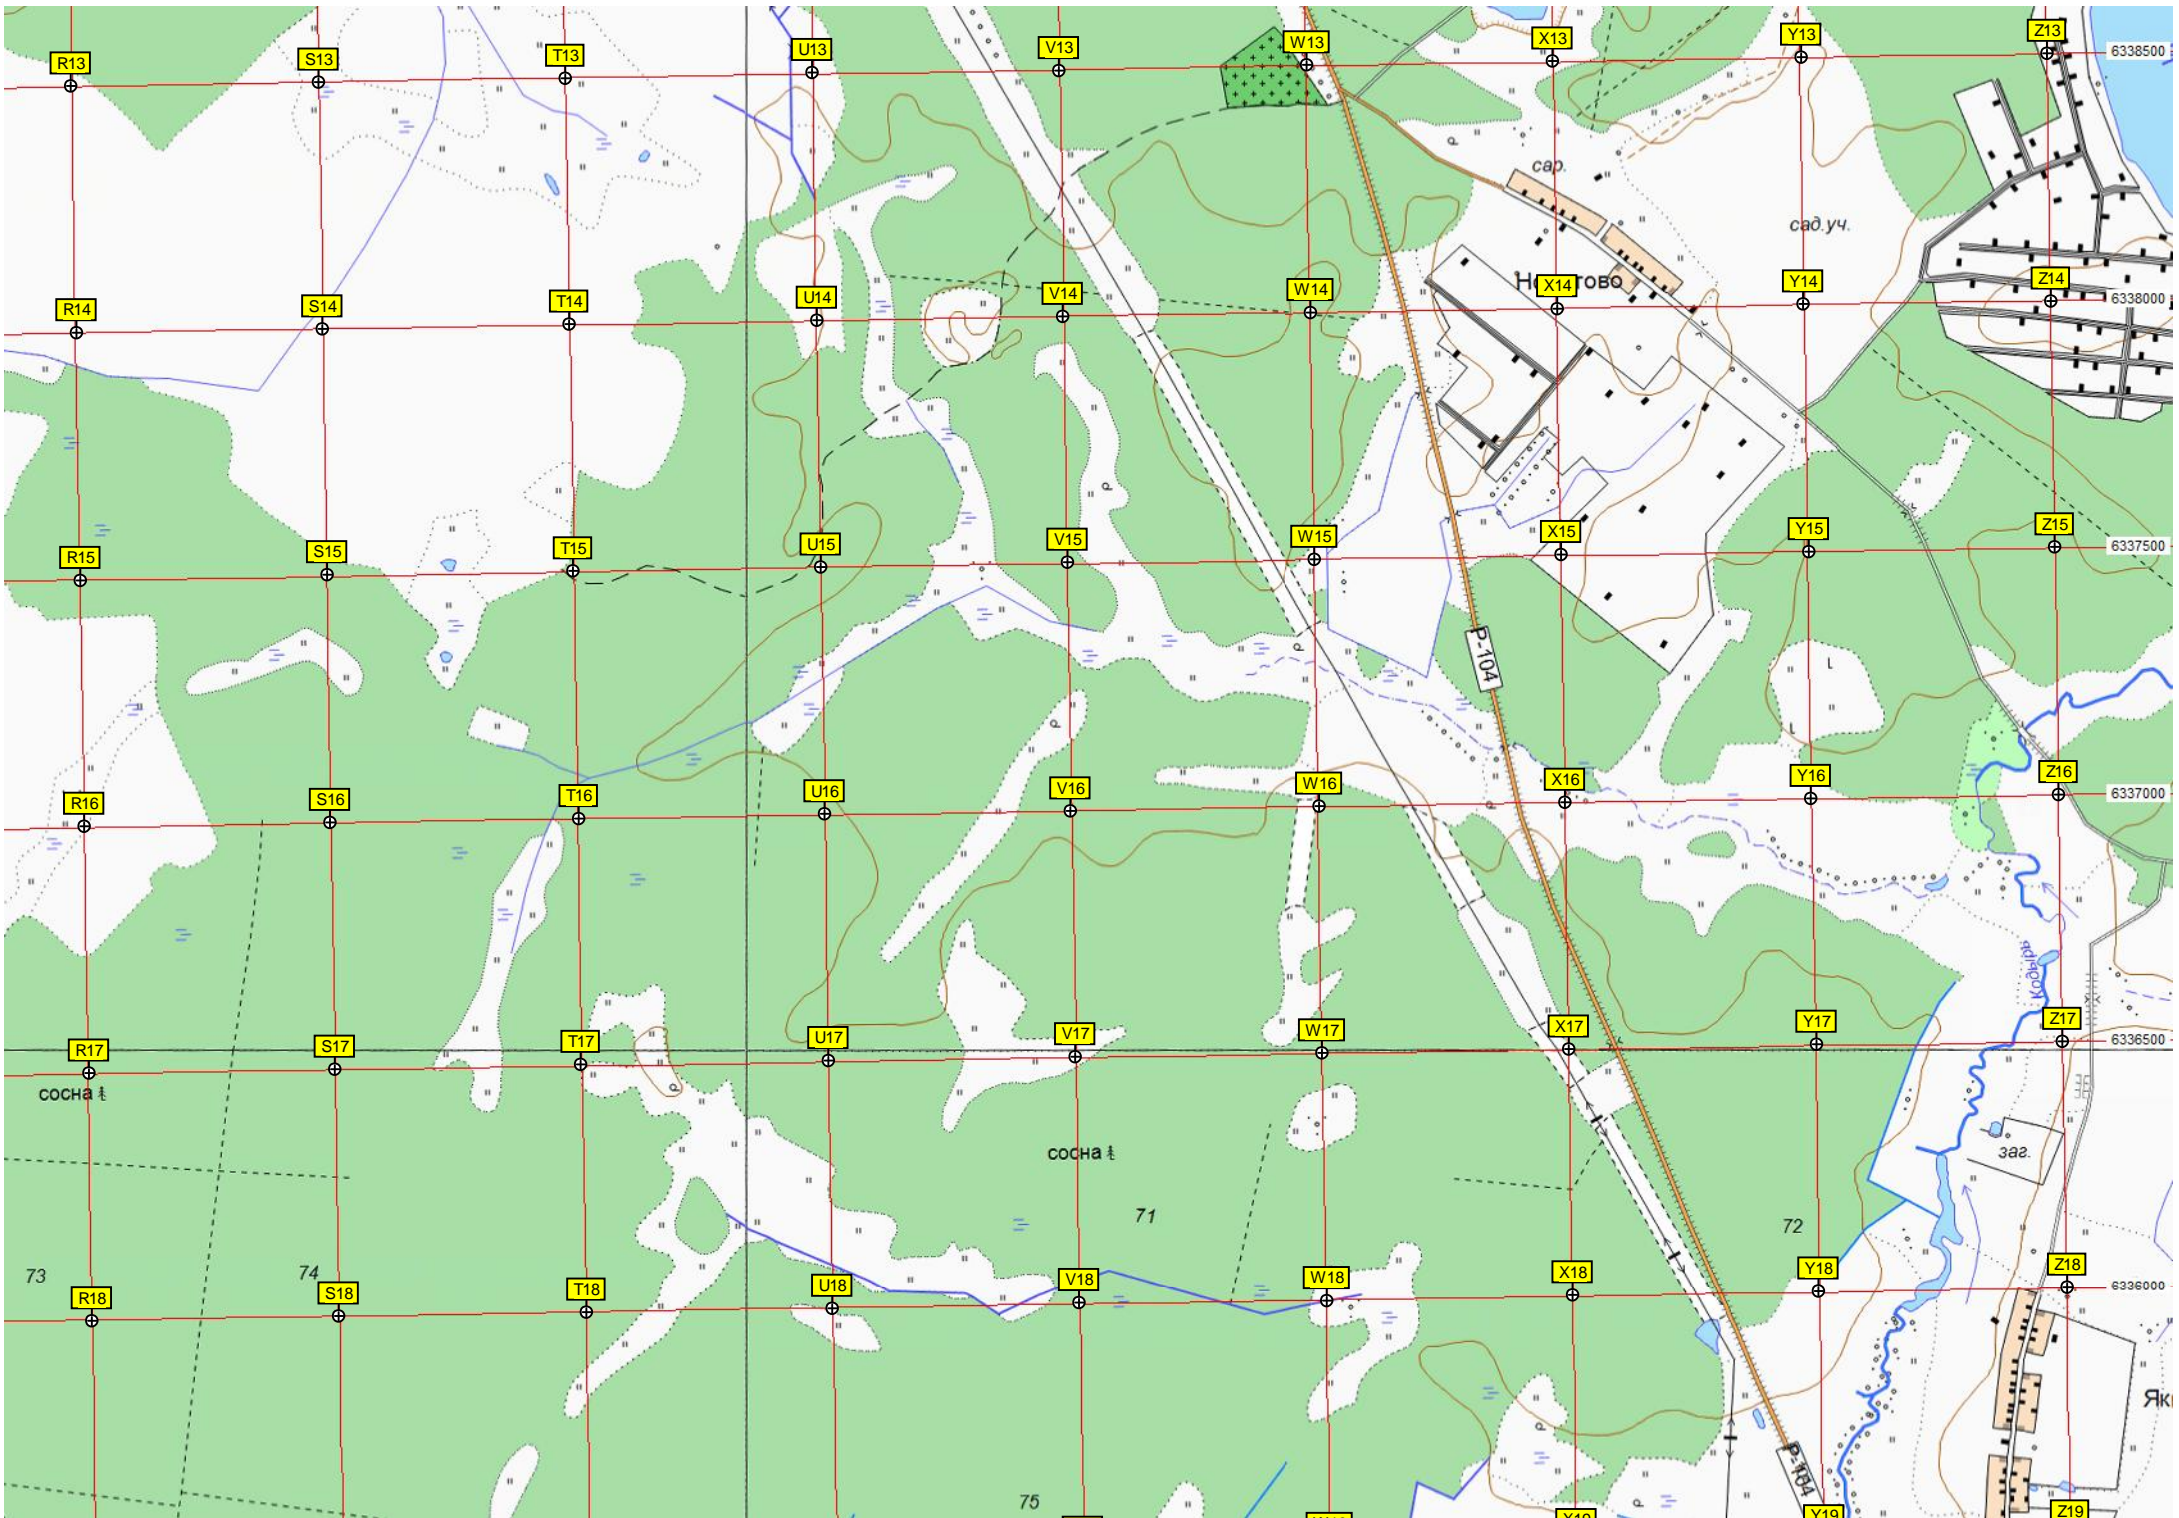 R13 S13 T13 U13 V13 W13 X13 Y13 Z13 6338500
сар.
сад.уч.
R14 S14 T14 U14 V14 W14 X14 Y14 Z14 6338000
R15 S15 T15 U15 V15 W15 X15 Y15 Z15 6337500
Р-104
R16 S16 T16 U16 V16 W16 X16 Y16 Z16 6337000
Кодырь
R17 S17 T17 U17 V17 W17 X17 Y17 Z17 6336500
сосна
сосна
заг.
71
72
73
74
R18 S18 T18 U18 V18 W18 X18 Y18 Z18 6336000
Як
Р-104
75
Y19 Z19